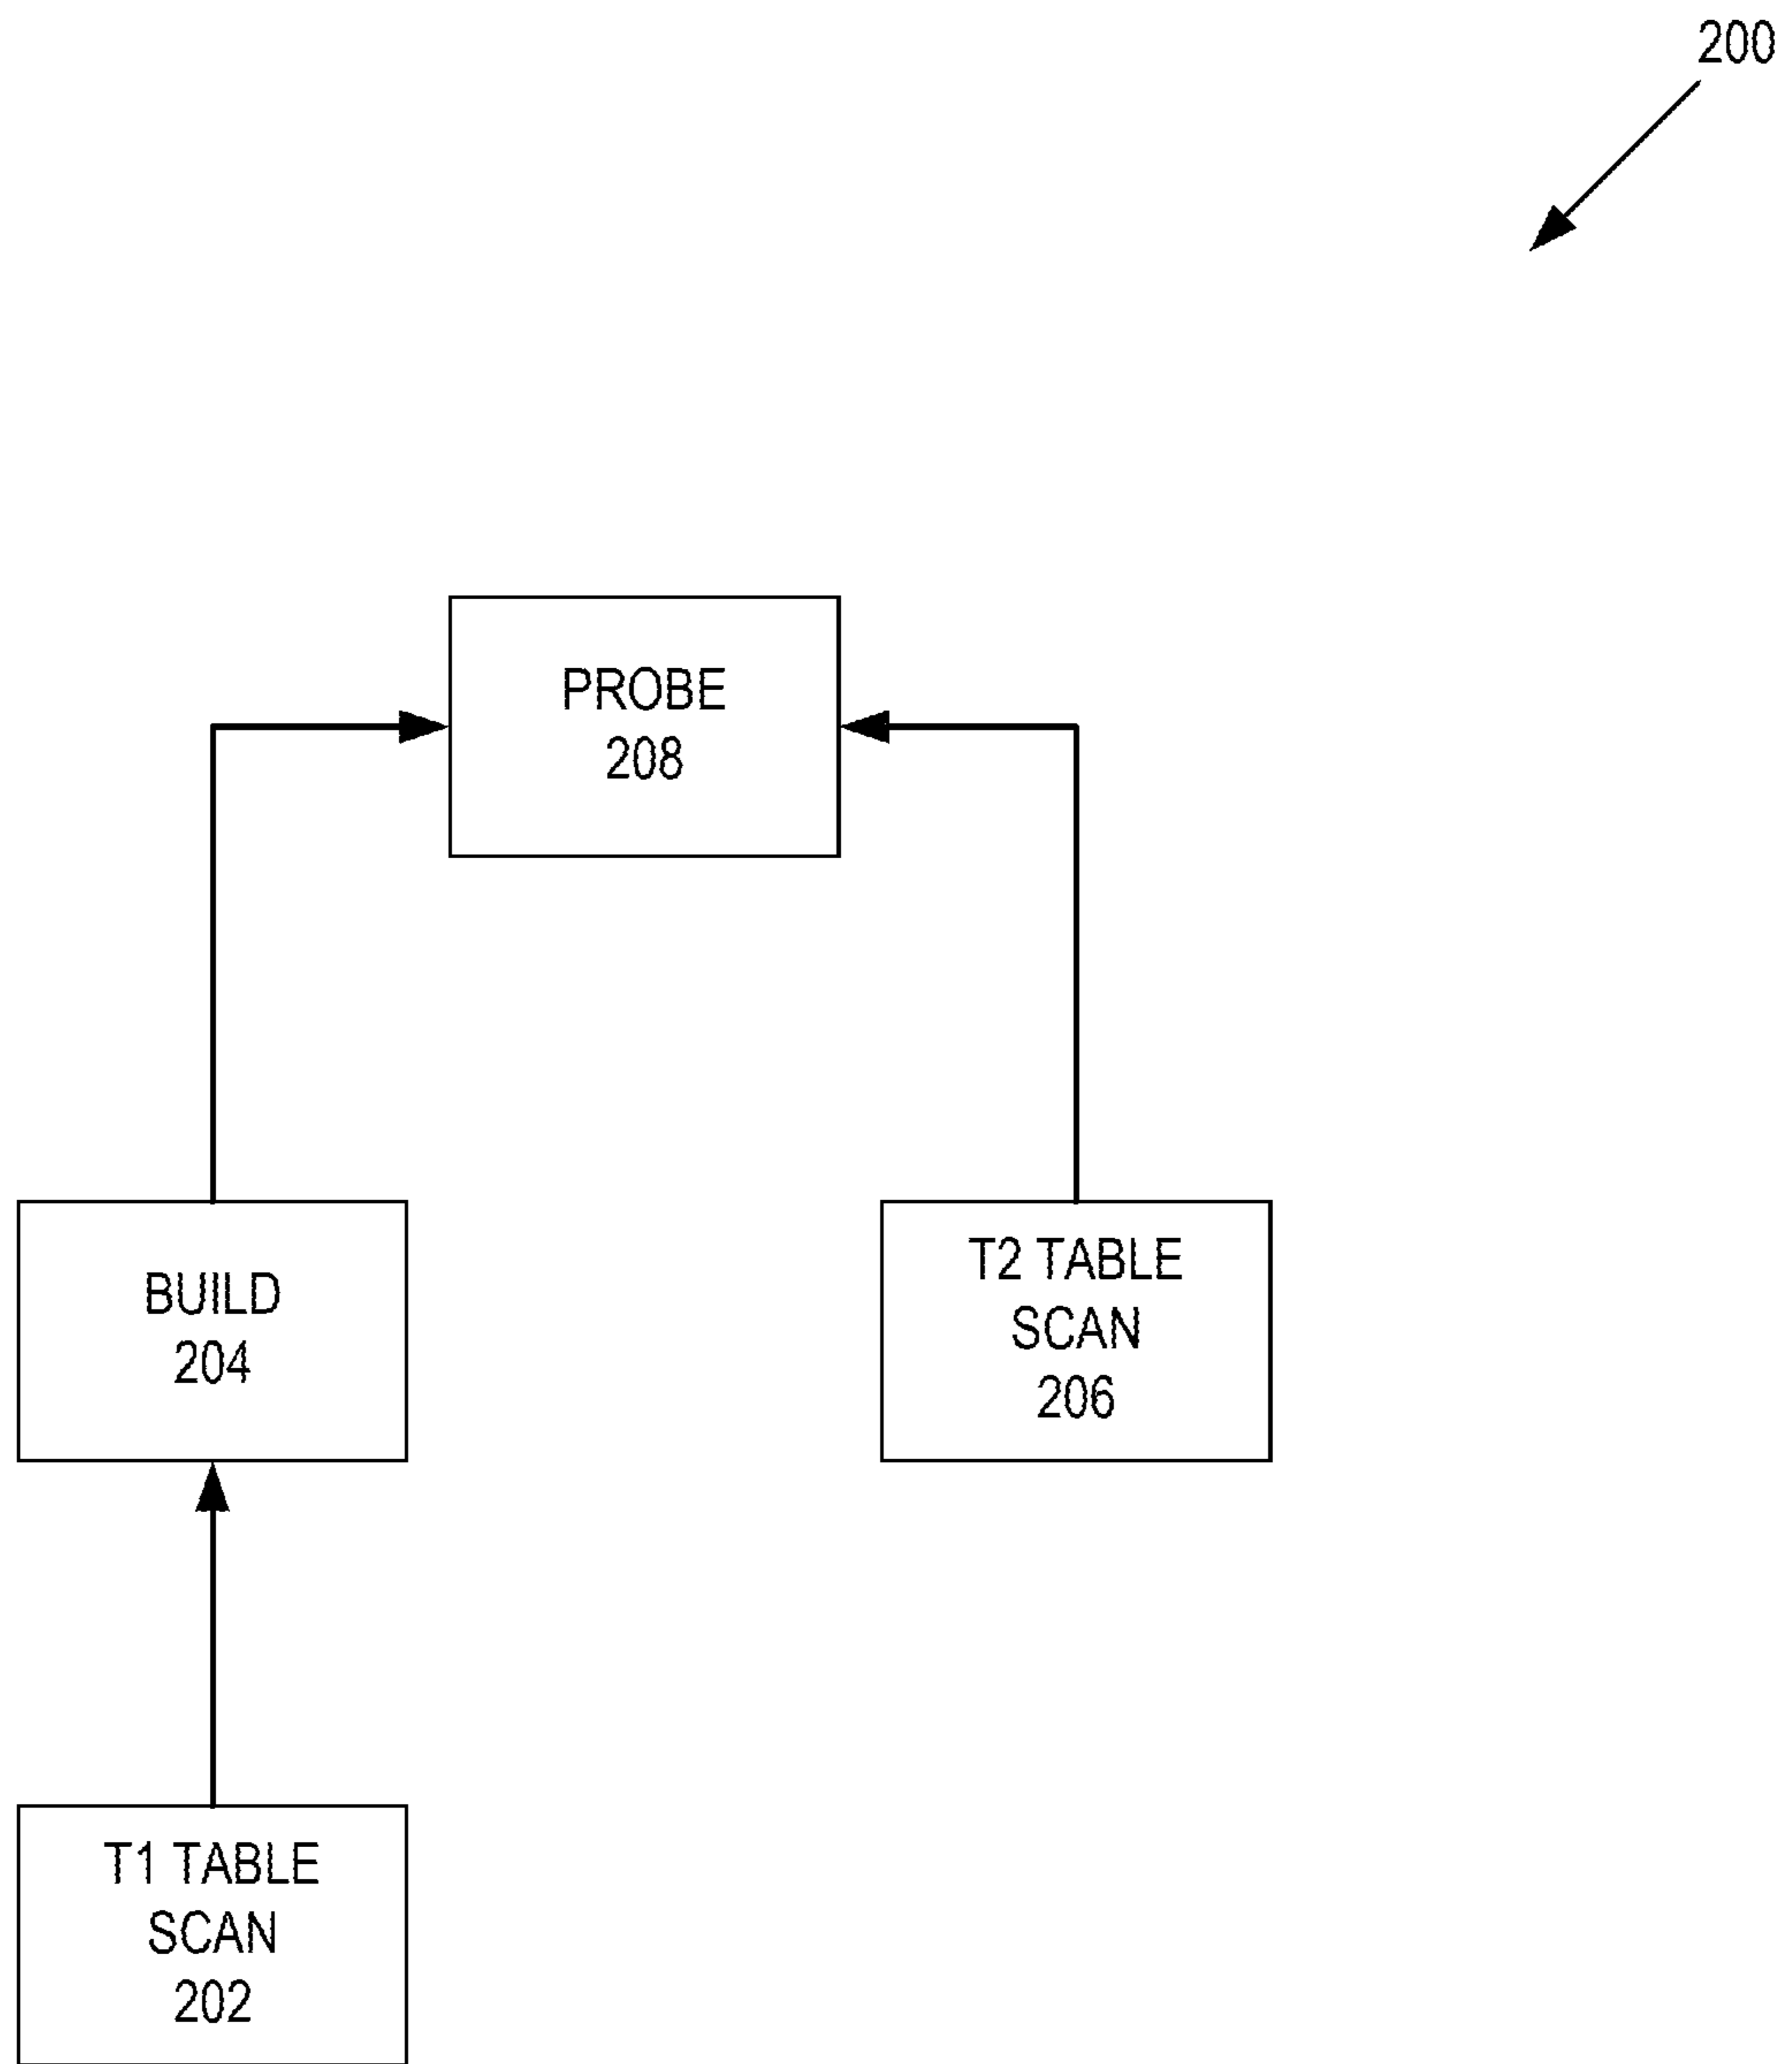 200
PROBE
208
BUILD
204
T2 TABLE
SCAN
206
T1 TABLE
SCAN
202